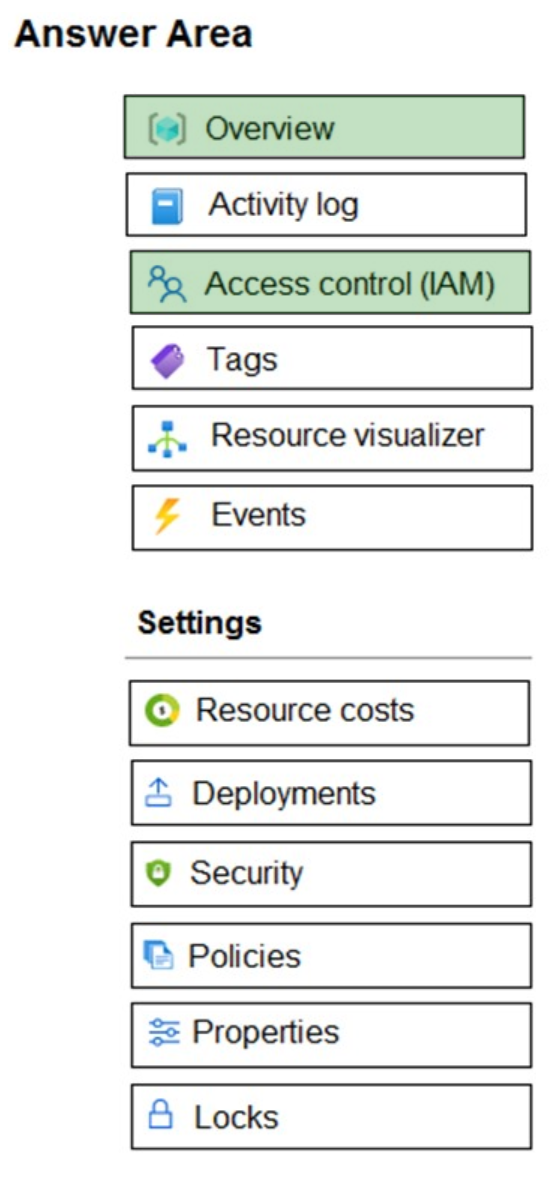 Answer Area
Overview
Activity log
Access control (IAM)
Tags
Resource visualizer
Events
Settings
Resource costs
Deployments
Security
Policies
Properties
Locks